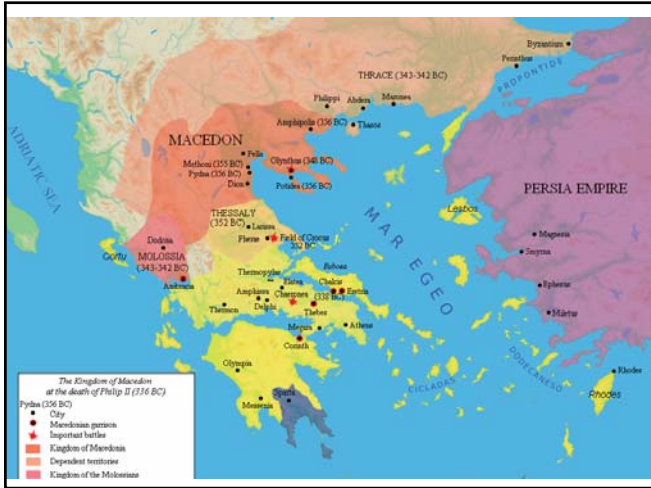 Byzantium
Perinthus
PROPONTIDE
THRACE (343-342 BC)
Philippi
Abdera
Maronea
Amphipolis (356 BC)
Thasos
MACEDON
Pella
Methoni (355 BC)
Olynthus (348 BC)
Pydna (356 BC)
Potidea (356 BC)
Dion
ADRIATIC SEA
PERSIA EMPIRE
THESSALY
(352 BC)
Larissa
Lesbos
MAR EGEO
Pherae
Field of Crocus
352 BC
Magnesia
Dodona
Corfu
MOLOSSIA
(343-342 BC)
Smyrna
Ambracia
Thermopylae
Euboea
Elatea
Chalcis
Eretria
Ephesus
Amphissa
Chaeronea
(338 BC)
Thermon
Delphi
Thebes
Miletus
Megara
Athens
Corinth
Olympia
DODECANESO
CICLADAS
Rhodes
Rhodes
Messenia
Sparta
The Kingdom of Macedon
at the death of Philip II (336 BC)
Pydna (356 BC)
City
Macedonian garrison
Important battles
Kingdom of Macedonia
Dependent territories
Kingdom of the Molossians